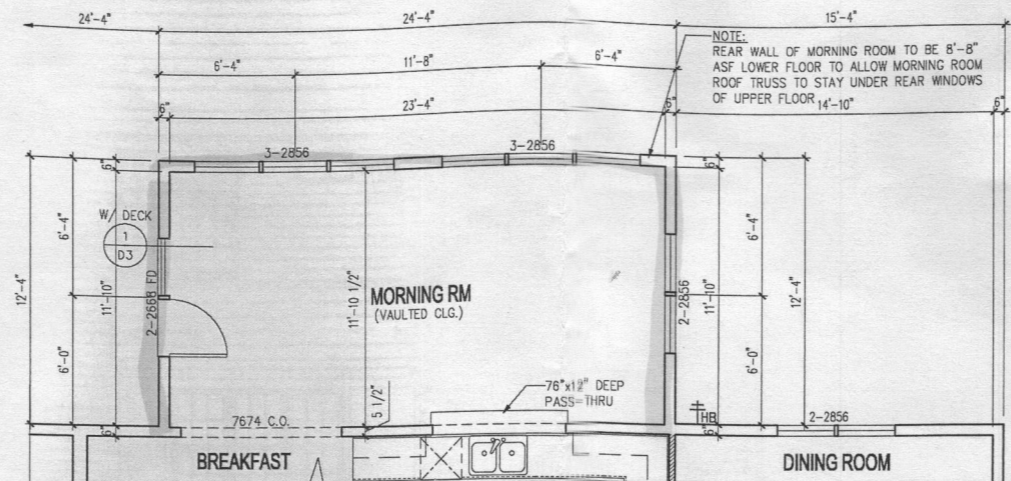 24'-4"
24'-4"
15'-4"
NOTE:
REAR WALL OF MORNING ROOM TO BE 8'-8"
ASF LOWER FLOOR TO ALLOW MORNING ROOM
ROOF TRUSS TO STAY UNDER REAR WINDOWS
OF UPPER FLOOR
6'-4"
11'-8"
6'-4"
6"
23'-4"
6"
14'-10"
6"
3-2856
3-2856
6"
6"
W/ DECK
1
D3
6'-4"
6'-4"
12'-4"
11'-10"
2-2668 FD
11'-10 1/2"
MORNING RM
(VAULTED CLG.)
2-2856
11'-10"
12'-4"
6'-0"
6'-0"
76"x12" DEEP
PASS-THRU
5 1/2"
7674 C.O.
HB
2-2856
6"
6"
BREAKFAST
DINING ROOM